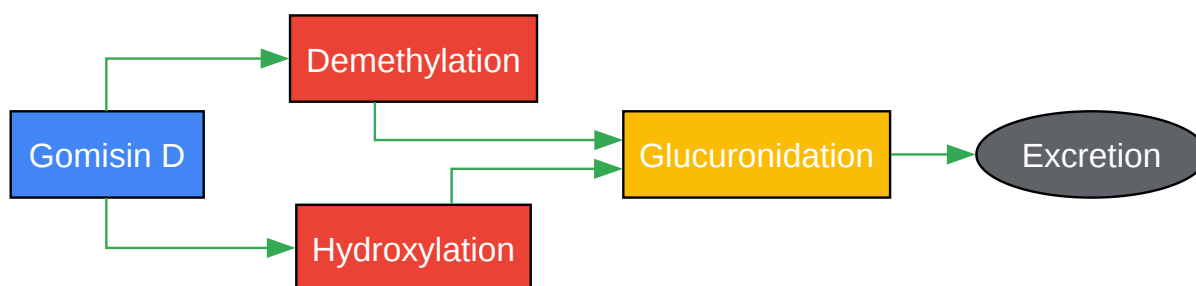 Demethylation
Gomisin D
Glucuronidation
Excretion
Hydroxylation